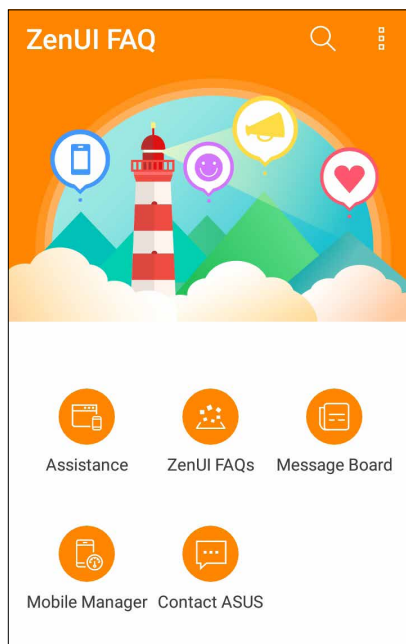 ZenUI FAQ
Assistance ZenUI FAQs Message Board
Mobile Manager Contact ASUS